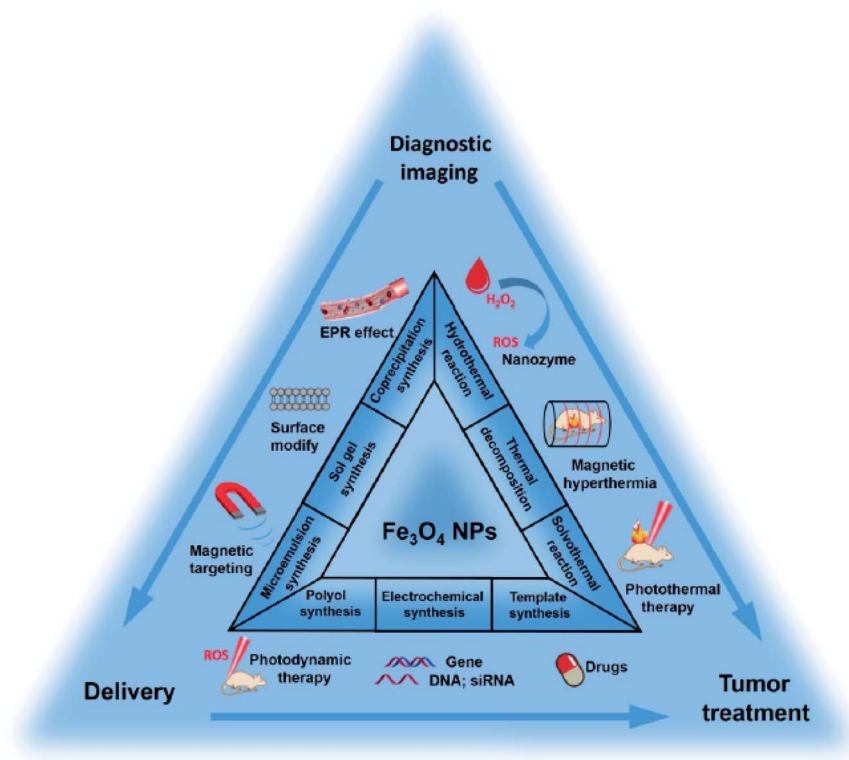 Diagnostic
imaging
EPR effect
H₂O₂
ROS
Nanozyme
Surface
modify
Magnetic
hyperthermia
Magnetic
targeting
Photothermal
therapy
Coprecipitation
synthesis
Hydrothermal
reaction
Sol gel
synthesis
Thermal
decomposition
Microemulsion
synthesis
Solvothermal
reaction
Fe₃O₄ NPs
Polyol
synthesis
Electrochemical
synthesis
Template
synthesis
ROS
Photodynamic
therapy
Gene
DNA; siRNA
Drugs
Delivery
Tumor
treatment